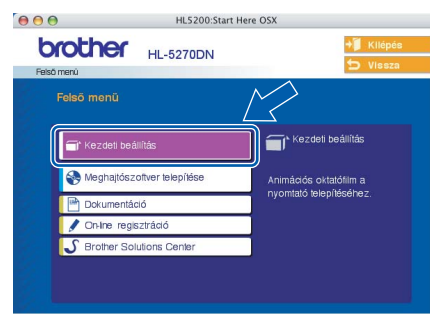 HL5200:Start Here OSX
brother
HL-5270DN
Kilépés
Vissza
Felső menü
Felső menü
Kezdeti beállítás
Meghajtószoftver telepítése
Dokumentáció
On-line regisztráció
Brother Solutions Center
Kezdeti beállítás
Animációs oktatófilm a
nyomtató telepítéséhez.